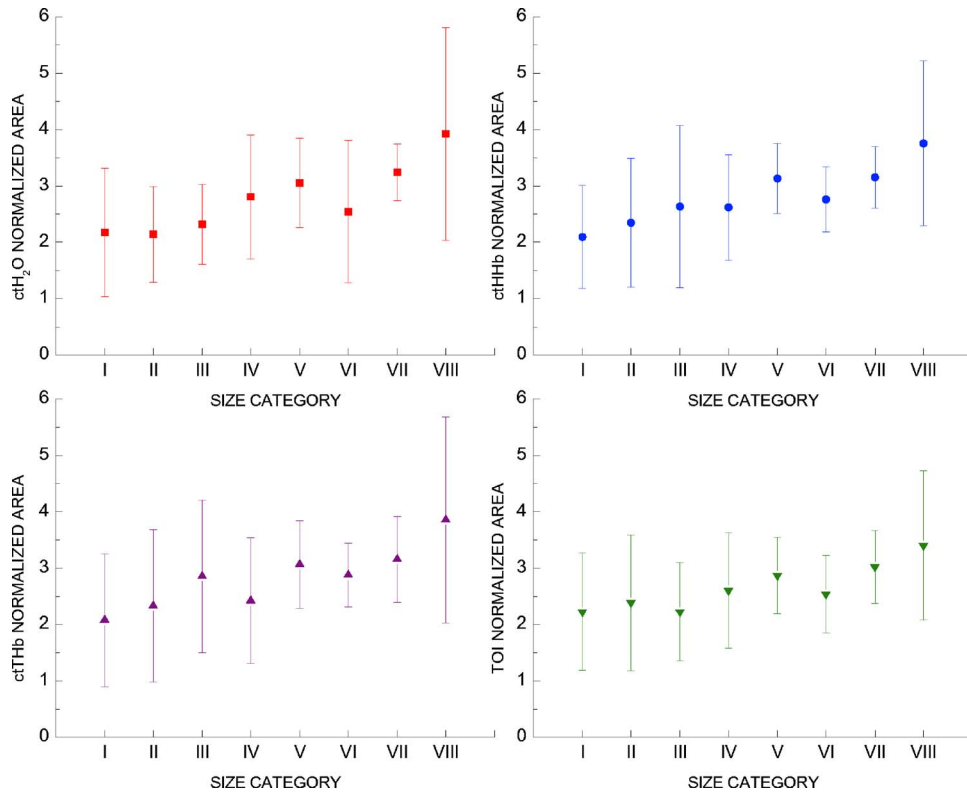 6
5
4
3
2
1
0
ctH₂O NORMALIZED AREA
I II III IV V VI VII VIII
SIZE CATEGORY
6
5
4
3
2
1
0
ctHHb NORMALIZED AREA
I II III IV V VI VII VIII
SIZE CATEGORY
6
5
4
3
2
1
0
ctTHb NORMALIZED AREA
I II III IV V VI VII VIII
SIZE CATEGORY
6
5
4
3
2
1
0
TOI NORMALIZED AREA
I II III IV V VI VII VIII
SIZE CATEGORY